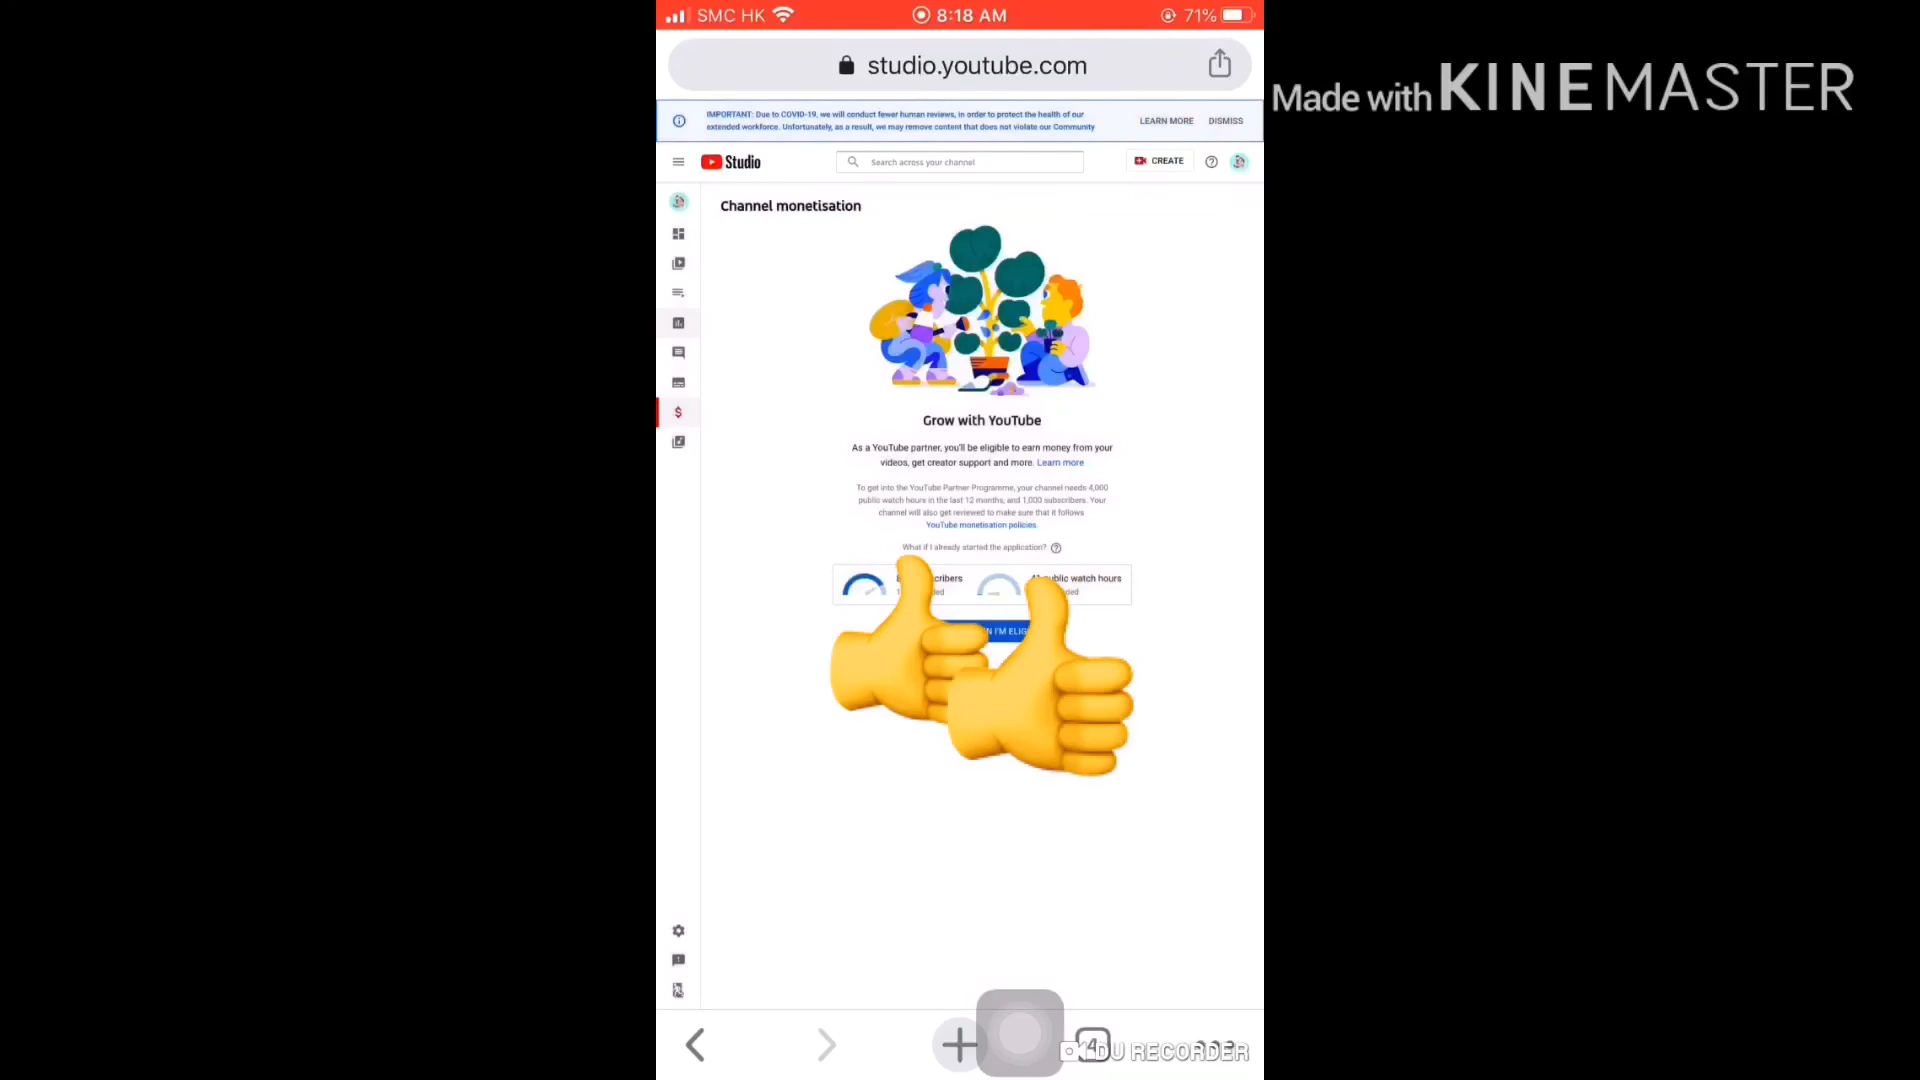 SMC HK
8:18 AM
71%
studio.youtube.com
Made with KINEMASTER
IMPORTANT: Due to COVID-19, we will conduct fewer human reviews, in order to protect the health of our
extended workforce. Unfortunately, as a result, we may remove content that does not violate our Community
LEARN MORE
DISMISS
Studio
Search across your channel
CREATE
Channel monetisation
Grow with YouTube
As a YouTube partner, you'll be eligible to earn money from your
videos, get creator support and more. Learn more
To get into the YouTube Partner Programme, your channel needs 4,000
public watch hours in the last 12 months, and 1,000 subscribers. Your
channel will also get reviewed to make sure that it follows
YouTube monetisation policies.
What if I already started the application?
public watch hours
I'M
4
DU RECORDER